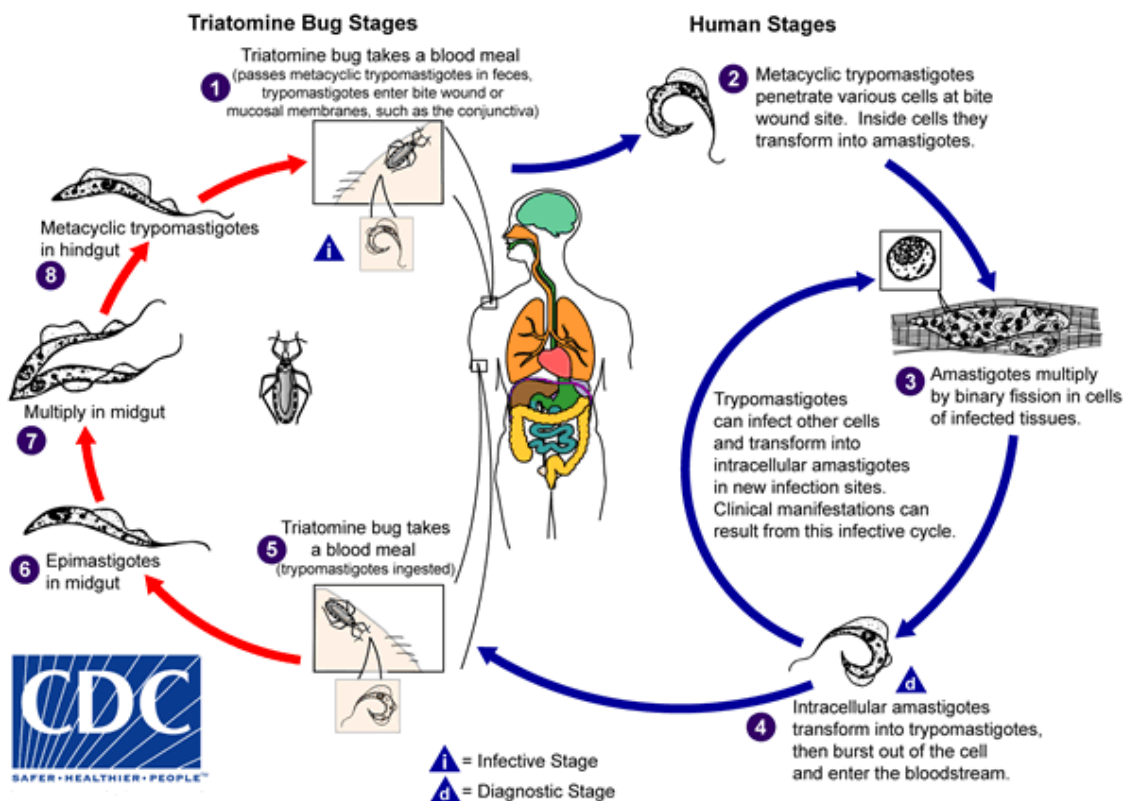 Triatomine Bug Stages
Human Stages
Triatomine bug takes a blood meal
(passes metacyclic trypomastigotes in feces,
trypomastigotes enter bite wound or
mucosal membranes, such as the conjunctiva)
1
i
2
Metacyclic trypomastigotes
penetrate various cells at bite
wound site. Inside cells they
transform into amastigotes.
3
Amastigotes multiply
by binary fission in cells
of infected tissues.
Trypomastigotes
can infect other cells
and transform into
intracellular amastigotes
in new infection sites.
Clinical manifestations can
result from this infective cycle.
d
4
Intracellular amastigotes
transform into trypomastigotes,
then burst out of the cell
and enter the bloodstream.
5
Triatomine bug takes
a blood meal
(trypomastigotes ingested)
6
Epimastigotes
in midgut
Multiply in midgut
7
Metacyclic trypomastigotes
in hindgut
8
CDC
SAFER•HEALTHIER•PEOPLE™
i = Infective Stage
d = Diagnostic Stage